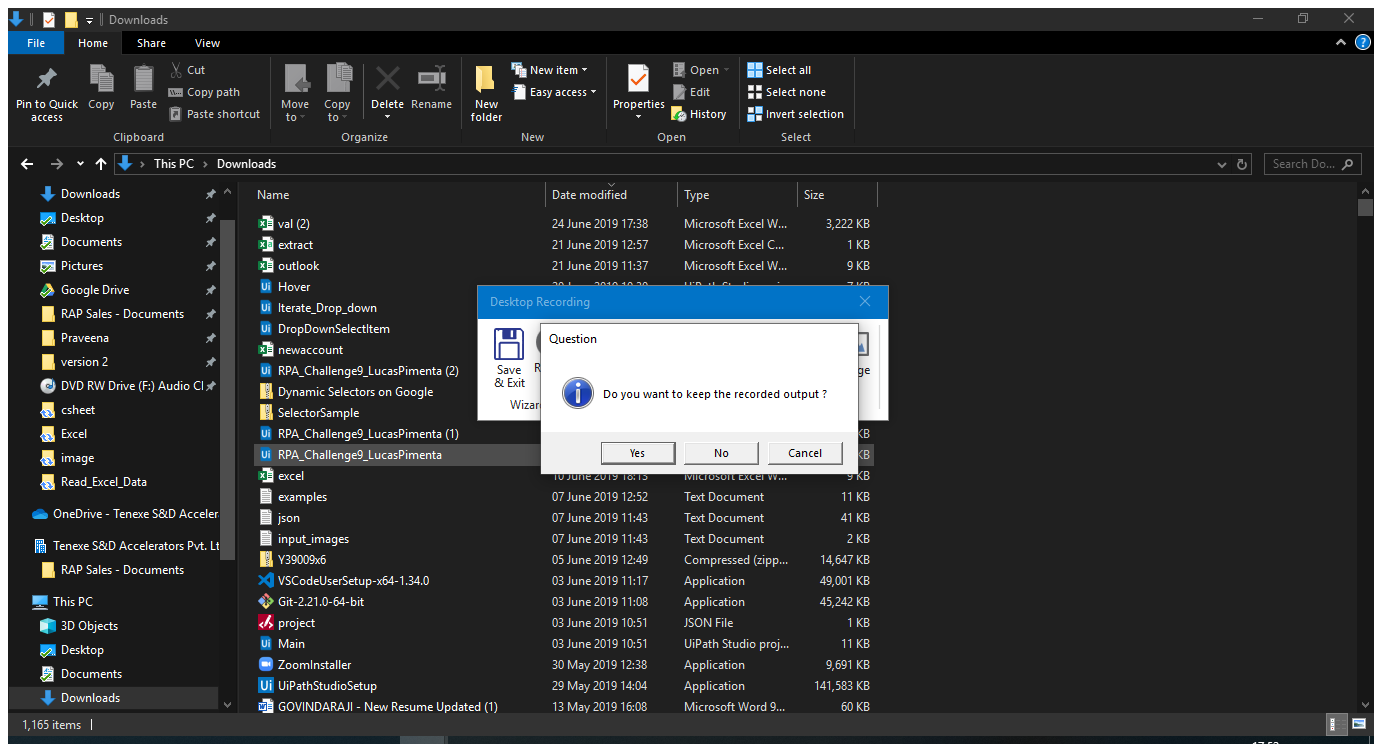 Downloads
File Home Share View
Pin to Quick access
Copy
Paste
Cut
Copy path
Paste shortcut
Clipboard
Move to
Copy to
Delete
Rename
Organize
New folder
New item
Easy access
New
Properties
Open
Edit
History
Open
Select all
Select none
Invert selection
Select
This PC > Downloads
Search Do...
Downloads
Desktop
Documents
Pictures
Google Drive
RAP Sales - Documents
Praveena
version 2
DVD RW Drive (F:) Audio CI
csheet
Excel
image
Read_Excel_Data
OneDrive - Tenexe S&D Acceler
Tenexe S&D Accelerators Pvt. Lt
RAP Sales - Documents
This PC
3D Objects
Desktop
Documents
Downloads
Name Date modified Type Size
val (2) 24 June 2019 17:38 Microsoft Excel W... 3,222 KB
extract 21 June 2019 12:57 Microsoft Excel C... 1 KB
outlook 21 June 2019 11:37 Microsoft Excel W... 9 KB
Hover
Iterate_Drop_down
DropDownSelectItem
newaccount
RPA_Challenge9_LucasPimenta (2)
Dynamic Selectors on Google
SelectorSample
RPA_Challenge9_LucasPimenta (1) KB
RPA_Challenge9_LucasPimenta KB
excel 10 June 2019 18:13 Microsoft Excel W... 9 KB
examples 07 June 2019 12:52 Text Document 11 KB
json 07 June 2019 11:43 Text Document 41 KB
input_images 07 June 2019 11:43 Text Document 2 KB
Y39009x6 05 June 2019 12:49 Compressed (zipp... 14,647 KB
VSCodeUserSetup-x64-1.34.0 03 June 2019 11:17 Application 49,001 KB
Git-2.21.0-64-bit 03 June 2019 11:08 Application 45,242 KB
project 03 June 2019 10:51 JSON File 1 KB
Main 03 June 2019 10:51 UiPath Studio proj... 11 KB
ZoomInstaller 30 May 2019 12:38 Application 9,691 KB
UiPathStudioSetup 29 May 2019 14:04 Application 141,583 KB
GOVINDARAJI - New Resume Updated (1) 13 May 2019 16:08 Microsoft Word 9... 60 KB
Desktop Recording
Save & Exit
R
ge
Wizar
Question
Do you want to keep the recorded output ?
Yes No Cancel
1,165 items